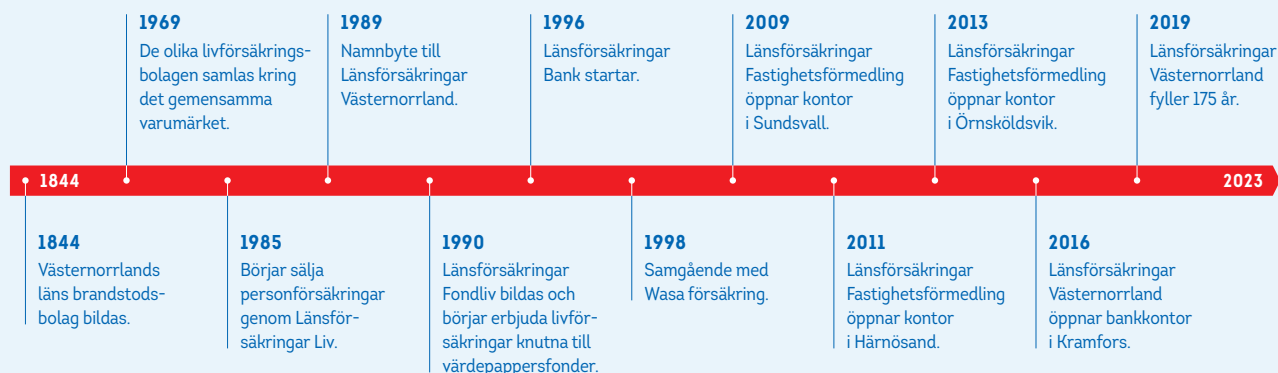 1969
De olika livförsäkrings-
bolagen samlas kring
det gemensamma
varumärket.
1989
Namnbyte till
Länsförsäkringar
Västernorrland.
1996
Länsförsäkringar
Bank startar.
2009
Länsförsäkringar
Fastighetsförmedling
öppnar kontor
i Sundsvall.
2013
Länsförsäkringar
Fastighetsförmedling
öppnar kontor
i Örnsköldsvik.
2019
Länsförsäkringar
Västernorrland
fyller 175 år.
1844
2023
1844
Västernorrlands
läns brandstods-
bolag bildas.
1985
Börjar sälja
personförsäkringar
genom Länsför-
säkringar Liv.
1990
Länsförsäkringar
Fondliv bildas och
börjar erbjuda livför-
säkringar knutna till
värdepappersfonder.
1998
Samgående med
Wasa försäkring.
2011
Länsförsäkringar
Fastighetsförmedling
öppnar kontor
i Härnösand.
2016
Länsförsäkringar
Västernorrland
öppnar bankkontor
i Kramfors.